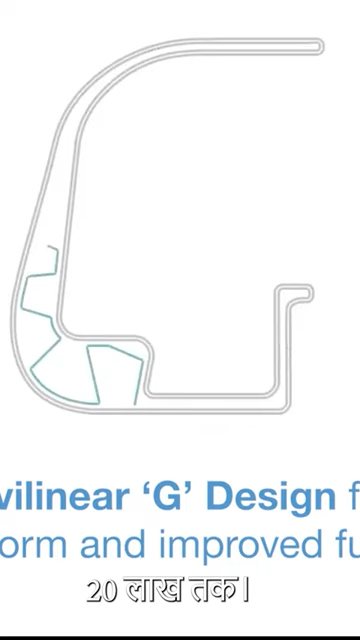 vilinear ‘G’ Design f
orm and improved fu
20 लाख तक।